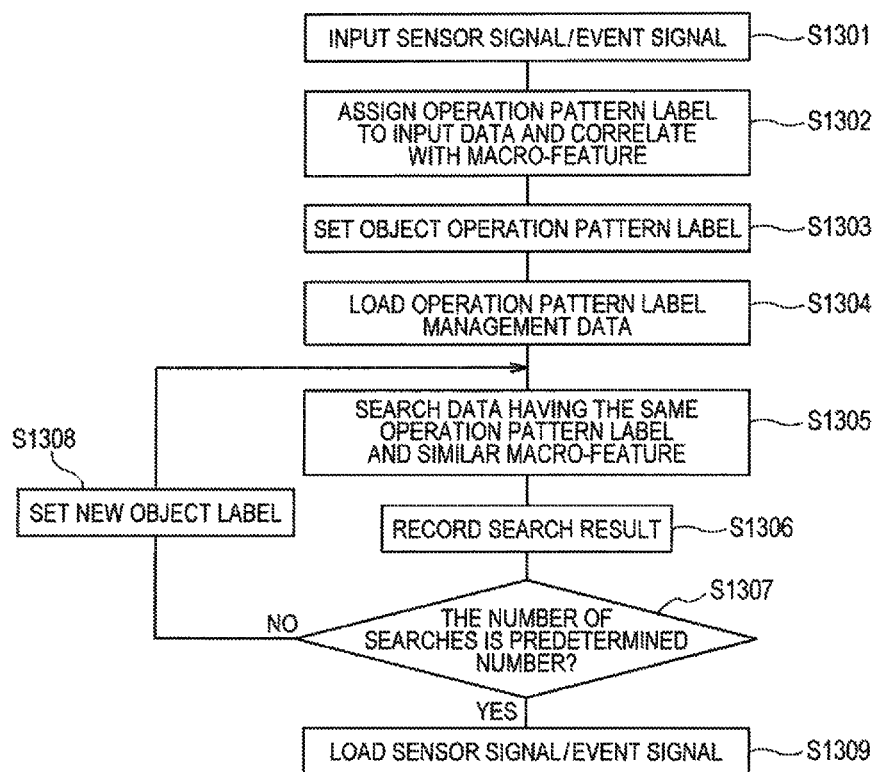 INPUT SENSOR SIGNAL/EVENT SIGNAL
S1301
ASSIGN OPERATION PATTERN LABEL
TO INPUT DATA AND CORRELATE
WITH MACRO-FEATURE
S1302
SET OBJECT OPERATION PATTERN LABEL
S1303
LOAD OPERATION PATTERN LABEL
MANAGEMENT DATA
S1304
SEARCH DATA HAVING THE SAME
OPERATION PATTERN LABEL
AND SIMILAR MACRO-FEATURE
S1305
S1308
SET NEW OBJECT LABEL
RECORD SEARCH RESULT
S1306
S1307
THE NUMBER OF
SEARCHES IS PREDETERMINED
NUMBER?
NO
YES
LOAD SENSOR SIGNAL/EVENT SIGNAL
S1309